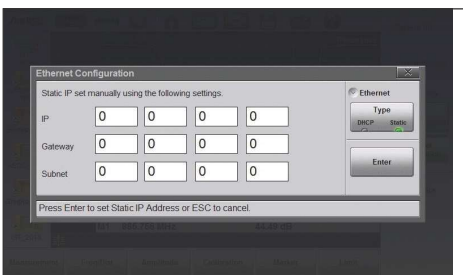 Ethernet Configuration
Static IP set manually using the following settings.
IP 0 0 0 0
Gateway 0 0 0 0
Subnet 0 0 0 0
Ethernet
Type
DHCP Static
Enter
Press Enter to set Static IP Address or ESC to cancel.